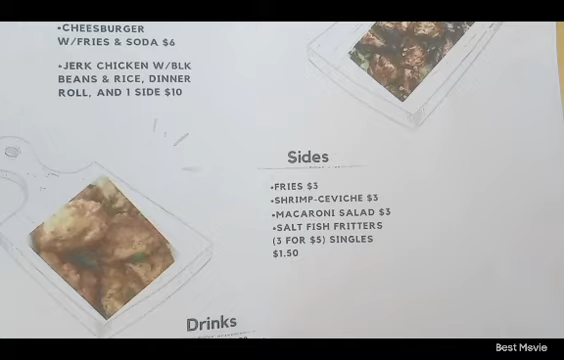 •CHEESBURGER
W/FRIES & SODA $6
•JERK CHICKEN W/BLK
BEANS & RICE, DINNER
ROLL, AND 1 SIDE $10
Sides
•FRIES $3
•SHRIMP-CEVICHE $3
•MACARONI SALAD $3
•SALT FISH FRITTERS
(3 FOR $5) SINGLES
$1.50
Drinks
Best Movie